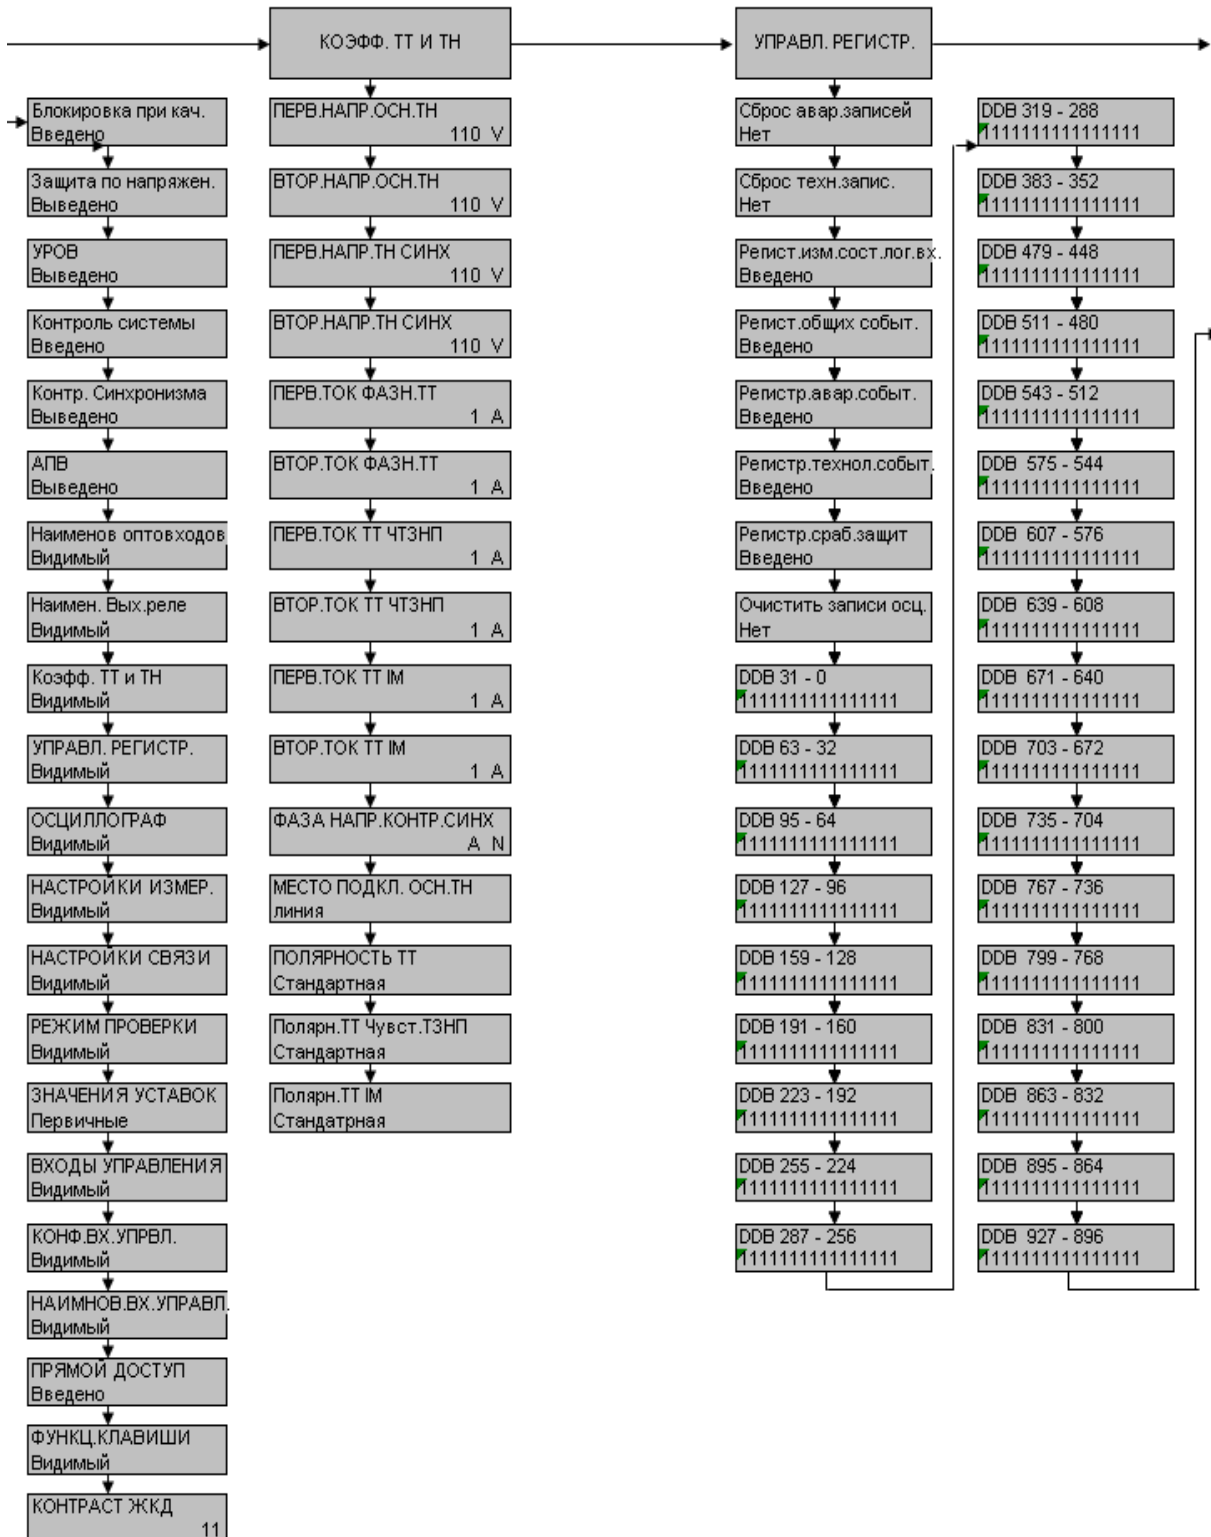 КОЭФФ. ТТ И ТН
УПРАВЛ. РЕГИСТР.
Блокировка при кач.
Введено
Защита по напряжен.
Выведено
УРОВ
Выведено
Контроль системы
Введено
Контр. Синхронизма
Выведено
АПВ
Выведено
Наименов оптовходов
Видимый
Наимен. Вых.реле
Видимый
Коэфф. ТТ и ТН
Видимый
УПРАВЛ. РЕГИСТР.
Видимый
ОСЦИЛЛОГРАФ
Видимый
НАСТРОЙКИ ИЗМЕР.
Видимый
НАСТРОЙКИ СВЯЗИ
Видимый
РЕЖИМ ПРОВЕРКИ
Видимый
ЗНАЧЕНИЯ УСТАВОК
Первичные
ВХОДЫ УПРАВЛЕНИЯ
Видимый
КОНФ.ВХ.УПРВЛ.
Видимый
НАИМНОВ.ВХ.УПРАВЛ.
Видимый
ПРЯМОЙ ДОСТУП
Введено
ФУНКЦ.КЛАВИШИ
Видимый
КОНТРАСТ ЖКД
11
ПЕРВ.НАПР.ОСН.ТН
110 V
ВТОР.НАПР.ОСН.ТН
110 V
ПЕРВ.НАПР.ТН СИНХ
110 V
ВТОР.НАПР.ТН СИНХ
110 V
ПЕРВ.ТОК ФАЗН.ТТ
1 A
ВТОР.ТОК ФАЗН.ТТ
1 A
ПЕРВ.ТОК ТТ ЧТЗНП
1 A
ВТОР.ТОК ТТ ЧТЗНП
1 A
ПЕРВ.ТОК ТТ IM
1 A
ВТОР.ТОК ТТ IM
1 A
ФАЗА НАПР.КОНТР.СИНХ
A N
МЕСТО ПОДКЛ. ОСН.ТН
линия
ПОЛЯРНОСТЬ ТТ
Стандартная
Полярн.ТТ Чувст.ТЗНП
Стандартная
Полярн.ТТ IM
Стандатрная
Сброс авар.записей
Нет
Сброс техн.запис.
Нет
Регист.изм.сост.лог.вх.
Введено
Регист.общих событ.
Введено
Регистр.авар.событ.
Введено
Регистр.технол.событ.
Введено
Регистр.сраб.защит
Введено
Очистить записи осц.
Нет
DDB 31 - 0
1111111111111111
DDB 63 - 32
1111111111111111
DDB 95 - 64
1111111111111111
DDB 127 - 96
1111111111111111
DDB 159 - 128
1111111111111111
DDB 191 - 160
1111111111111111
DDB 223 - 192
1111111111111111
DDB 255 - 224
1111111111111111
DDB 287 - 256
1111111111111111
DDB 319 - 288
1111111111111111
DDB 383 - 352
1111111111111111
DDB 479 - 448
1111111111111111
DDB 511 - 480
1111111111111111
DDB 543 - 512
1111111111111111
DDB 575 - 544
1111111111111111
DDB 607 - 576
1111111111111111
DDB 639 - 608
1111111111111111
DDB 671 - 640
1111111111111111
DDB 703 - 672
1111111111111111
DDB 735 - 704
1111111111111111
DDB 767 - 736
1111111111111111
DDB 799 - 768
1111111111111111
DDB 831 - 800
1111111111111111
DDB 863 - 832
1111111111111111
DDB 895 - 864
1111111111111111
DDB 927 - 896
1111111111111111